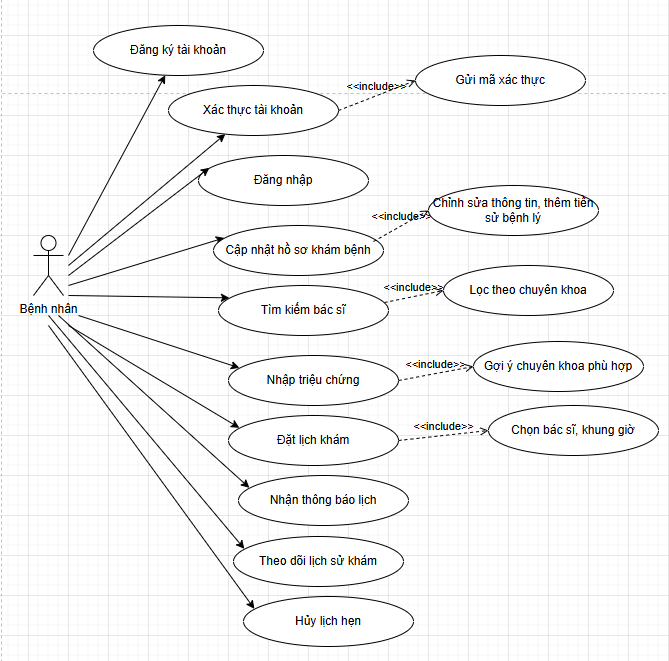 Đăng ký tài khoản
<<include>>
Gửi mã xác thực
Xác thực tài khoản
Đăng nhập
Chỉnh sửa thông tin, thêm tiền
sử bệnh lý
<<include>>
Cập nhật hồ sơ khám bệnh
Bệnh nhân
<<include>>
Lọc theo chuyên khoa
Tìm kiếm bác sĩ
<<include>>
Gợi ý chuyên khoa phù hợp
Nhập triệu chứng
<<include>>
Chọn bác sĩ, khung giờ
Đặt lịch khám
Nhận thông báo lịch
Theo dõi lịch sử khám
Hủy lịch hẹn